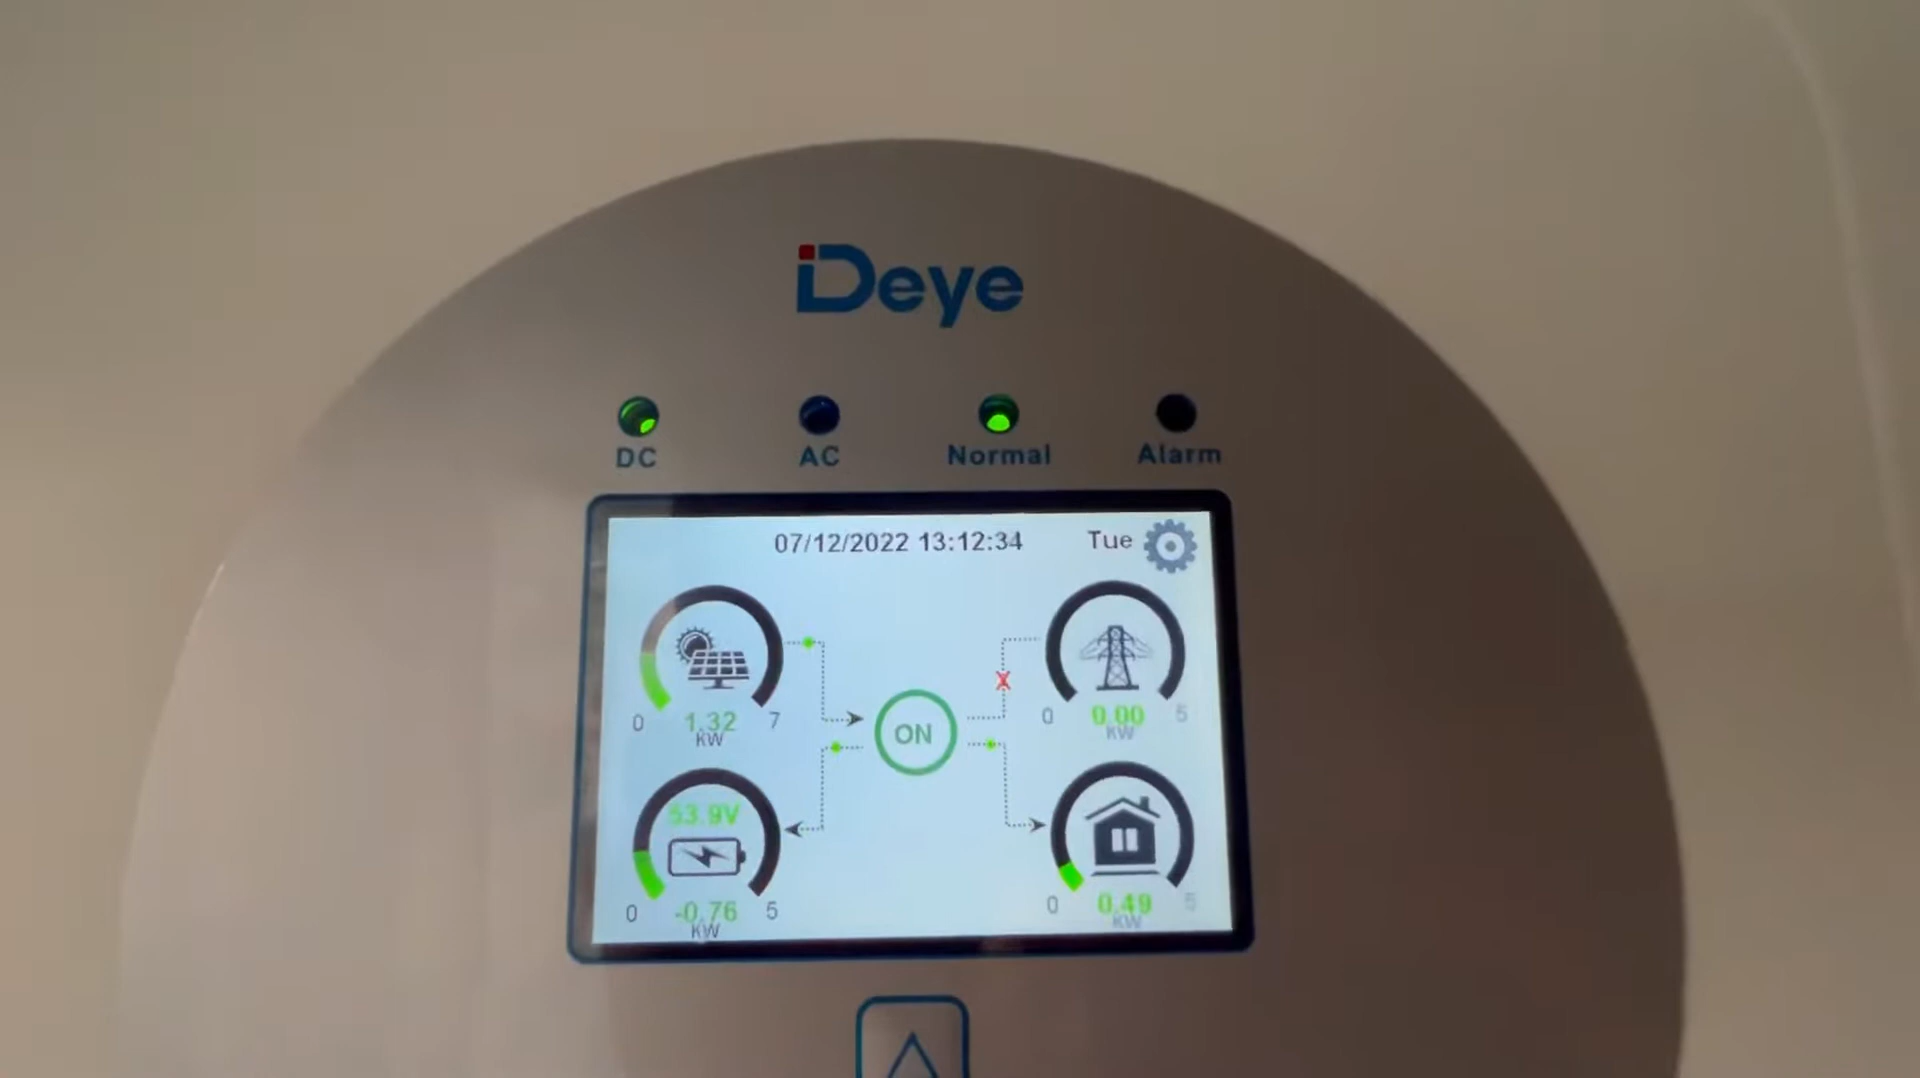 Deye
DC AC Normal Alarm
07/12/2022 13:12:34 Tue
0 1.32 7
KW
0 0.00 5
KW
ON
X
53.9V
0 -0.76 5
KW
0 0.49 5
KW